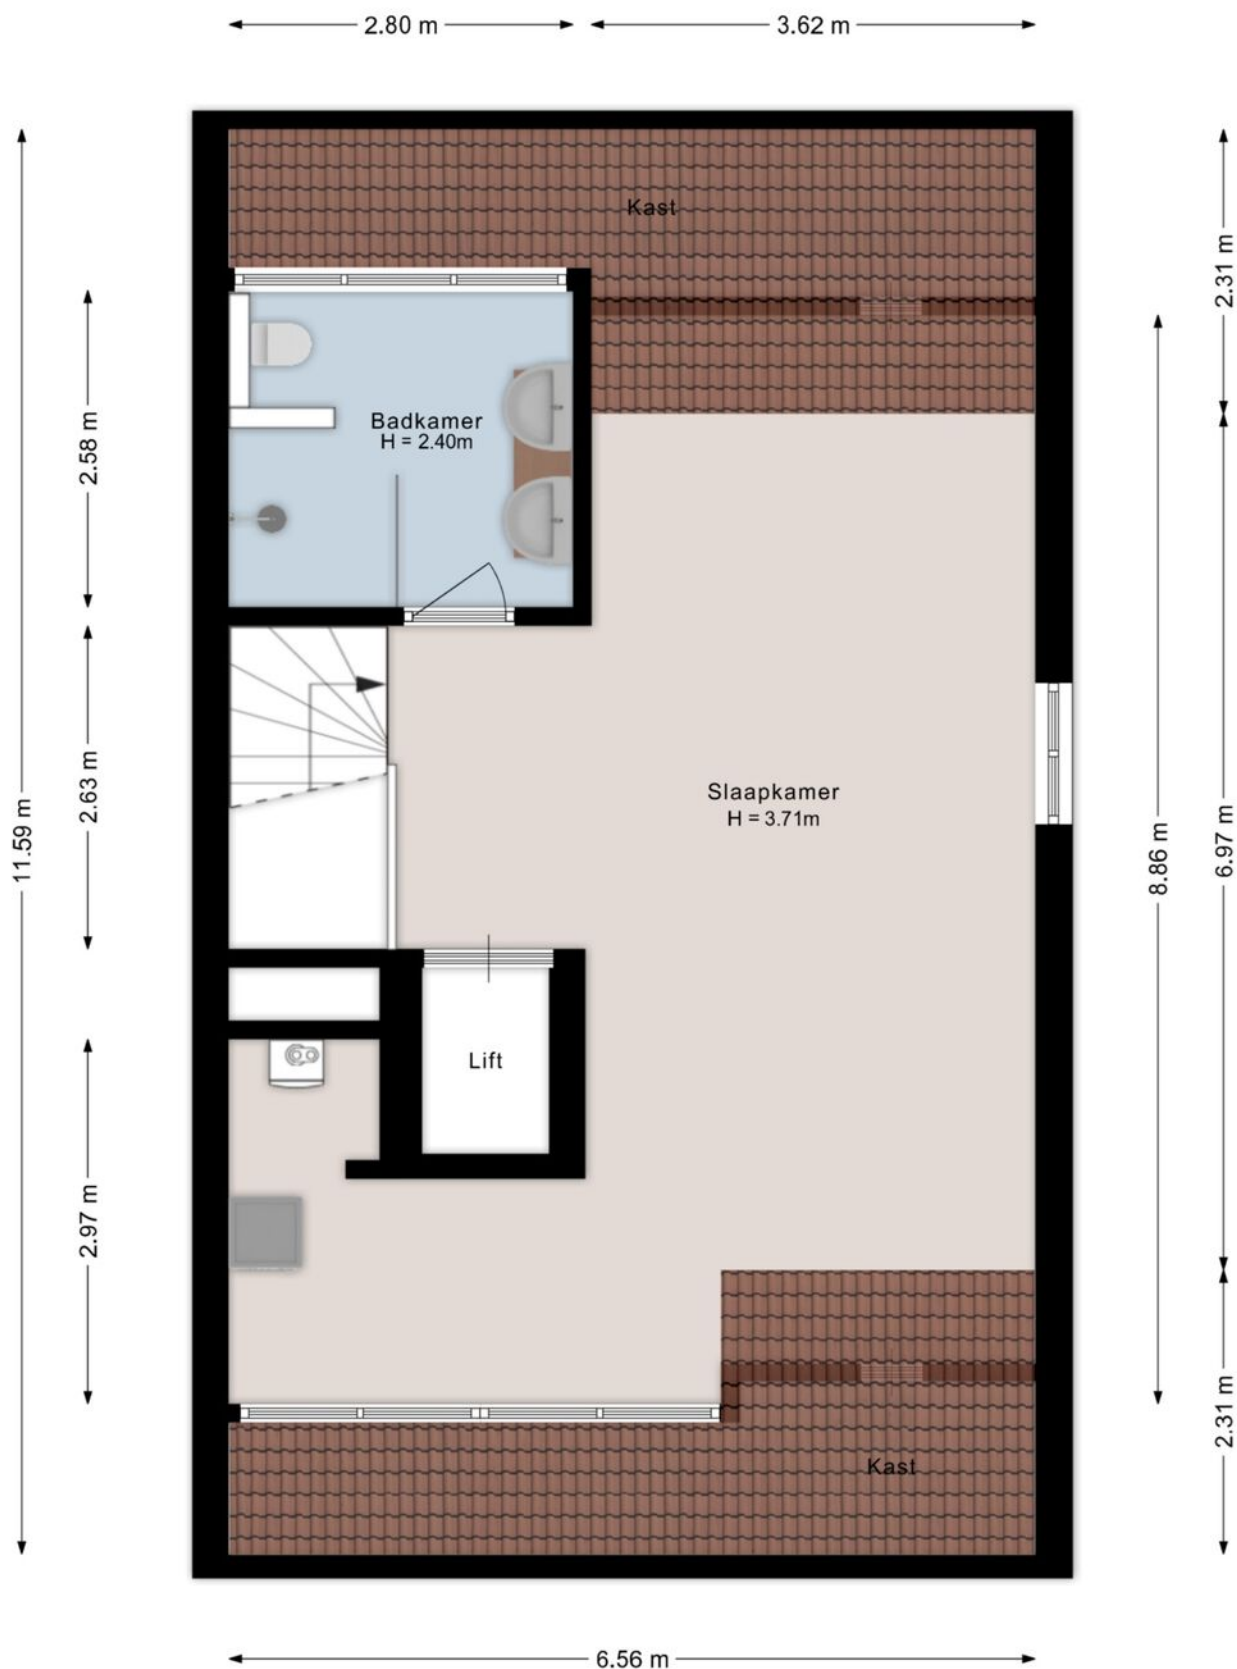 2.80 m
3.62 m
Kast
2.31 m
2.58 m
Badkamer
H = 2.40m
2.63 m
Slaapkamer
H = 3.71m
11.59 m
8.86 m
6.97 m
Lift
2.97 m
2.31 m
Kast
6.56 m